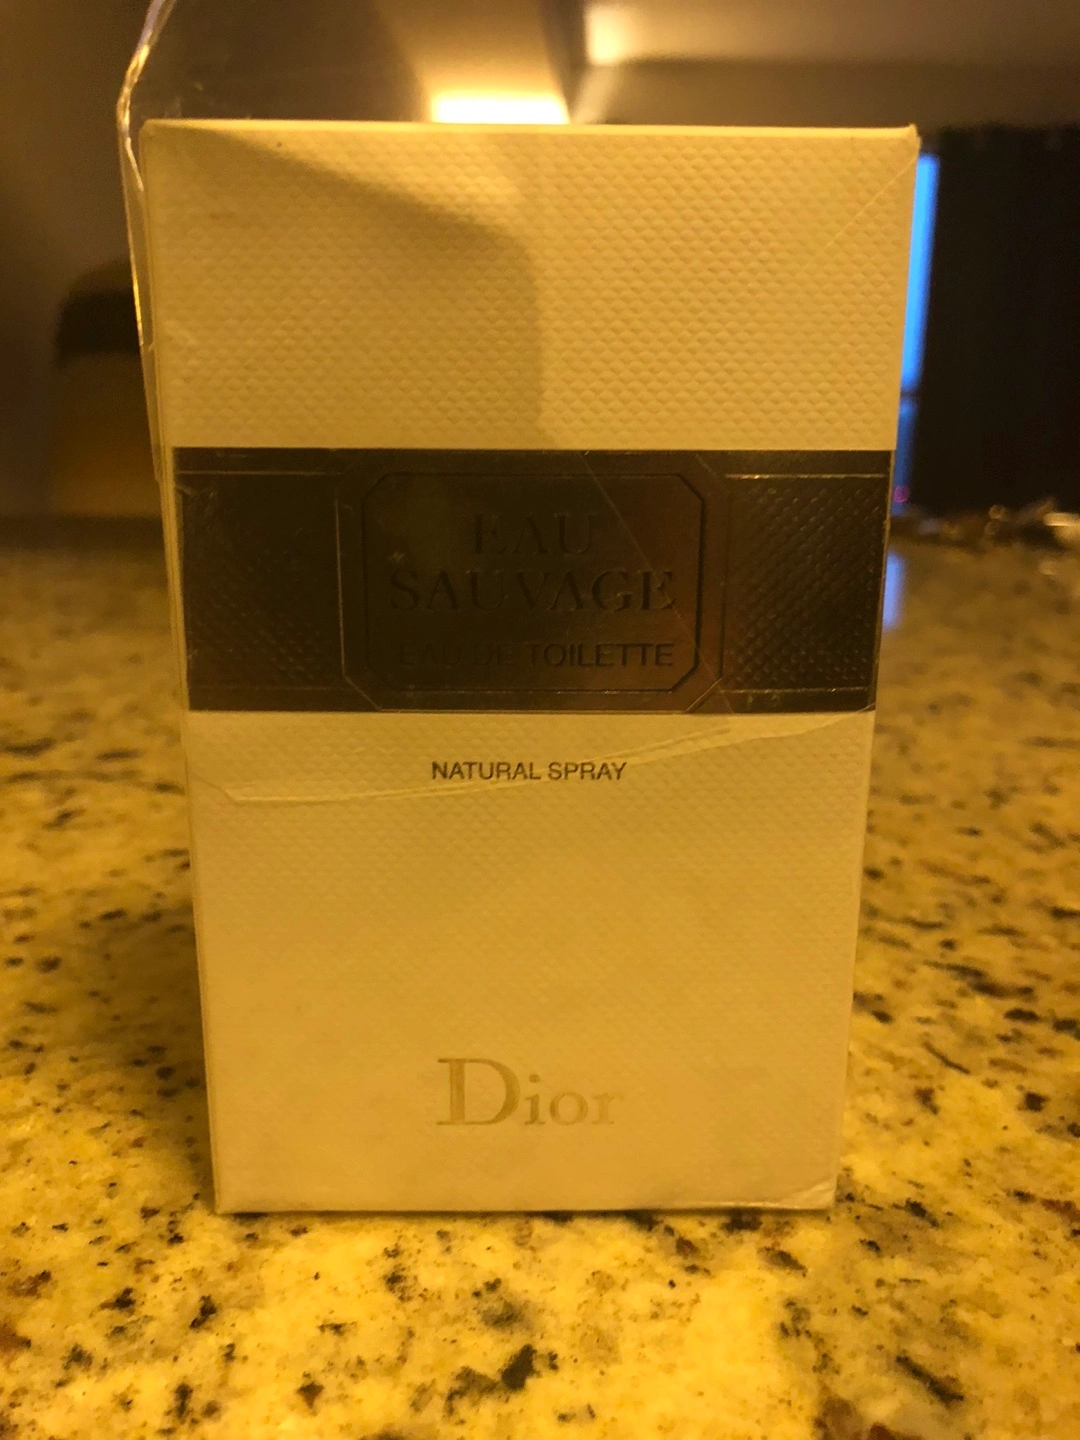 EAU
SAUVAGE
EAU DE TOILETTE
NATURAL SPRAY
Dior